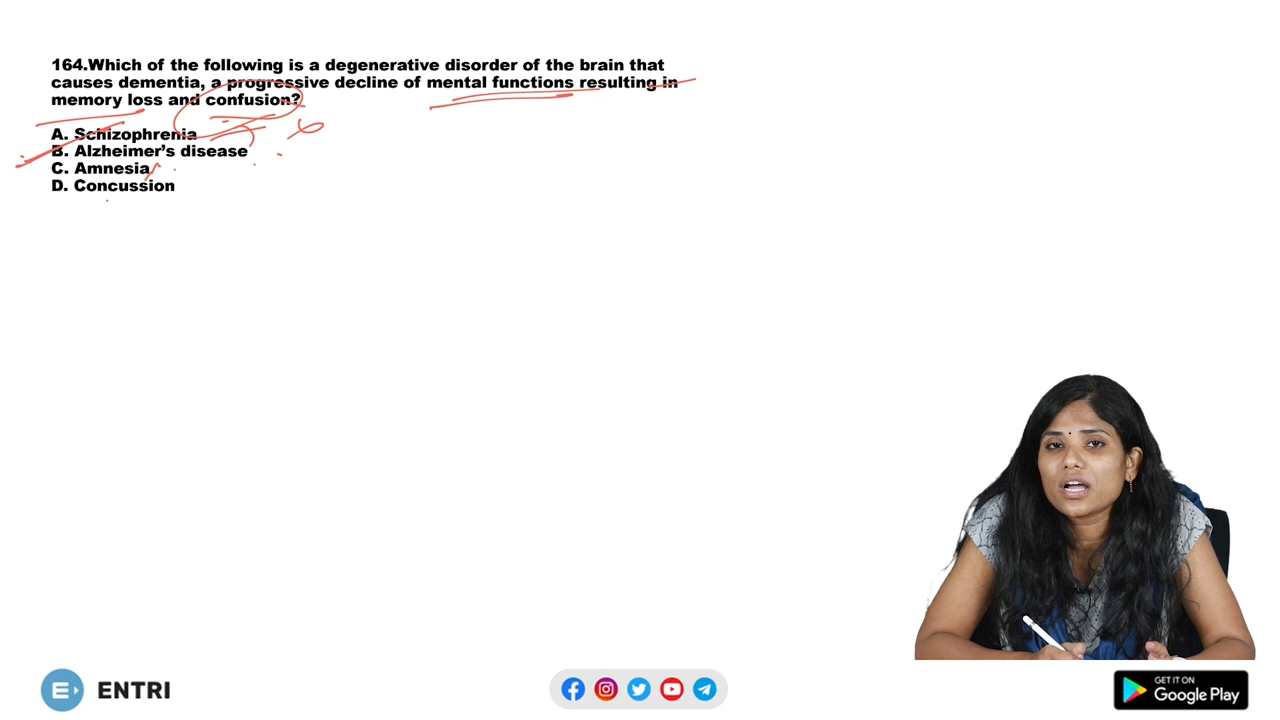 164.Which of the following is a degenerative disorder of the brain that
causes dementia, a progressive decline of mental functions resulting in
memory loss and confusion?
A. Schizophrenia
B. Alzheimer’s disease
C. Amnesia
D. Concussion
E ENTRI
GET IT ON
Google Play